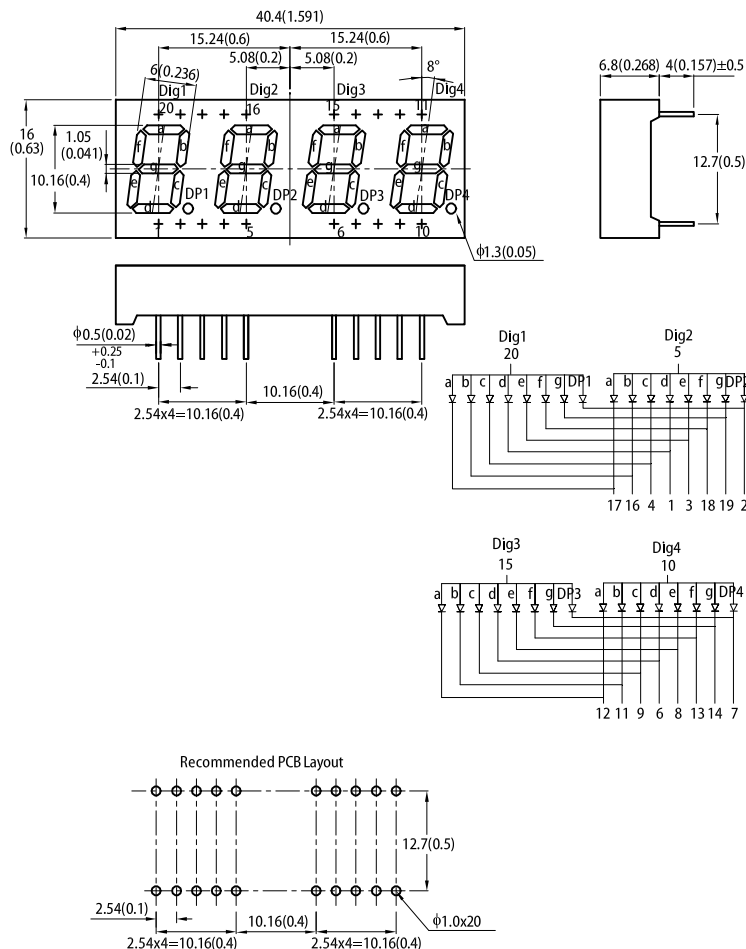 40.4(1.591)
15.24(0.6) 15.24(0.6)
5.08(0.2) 5.08(0.2)
6(0.236) 8° 6.8(0.268) 4(0.157)±0.5
Dig1 Dig2 Dig3 Dig4
20 16 15 11
16
(0.63)
1.05
(0.041)
10.16(0.4)
a a a a
f b f b f b f b
g g g g
e c e c e c e c
d d d d
DP1 DP2 DP3 DP4
1 5 6 10
12.7(0.5)
ϕ1.3(0.05)
ϕ0.5(0.02)
+0.25
-0.1
2.54(0.1)
10.16(0.4)
2.54x4=10.16(0.4) 2.54x4=10.16(0.4)
Dig1 Dig2
20 5
a b c d e f g DP1 a b c d e f g DP2
17 16 4 1 3 18 19 2
Dig3 Dig4
15 10
a b c d e f g DP3 a b c d e f g DP4
12 11 9 6 8 13 14 7
Recommended PCB Layout
12.7(0.5)
2.54(0.1)
10.16(0.4)
ϕ1.0x20
2.54x4=10.16(0.4) 2.54x4=10.16(0.4)